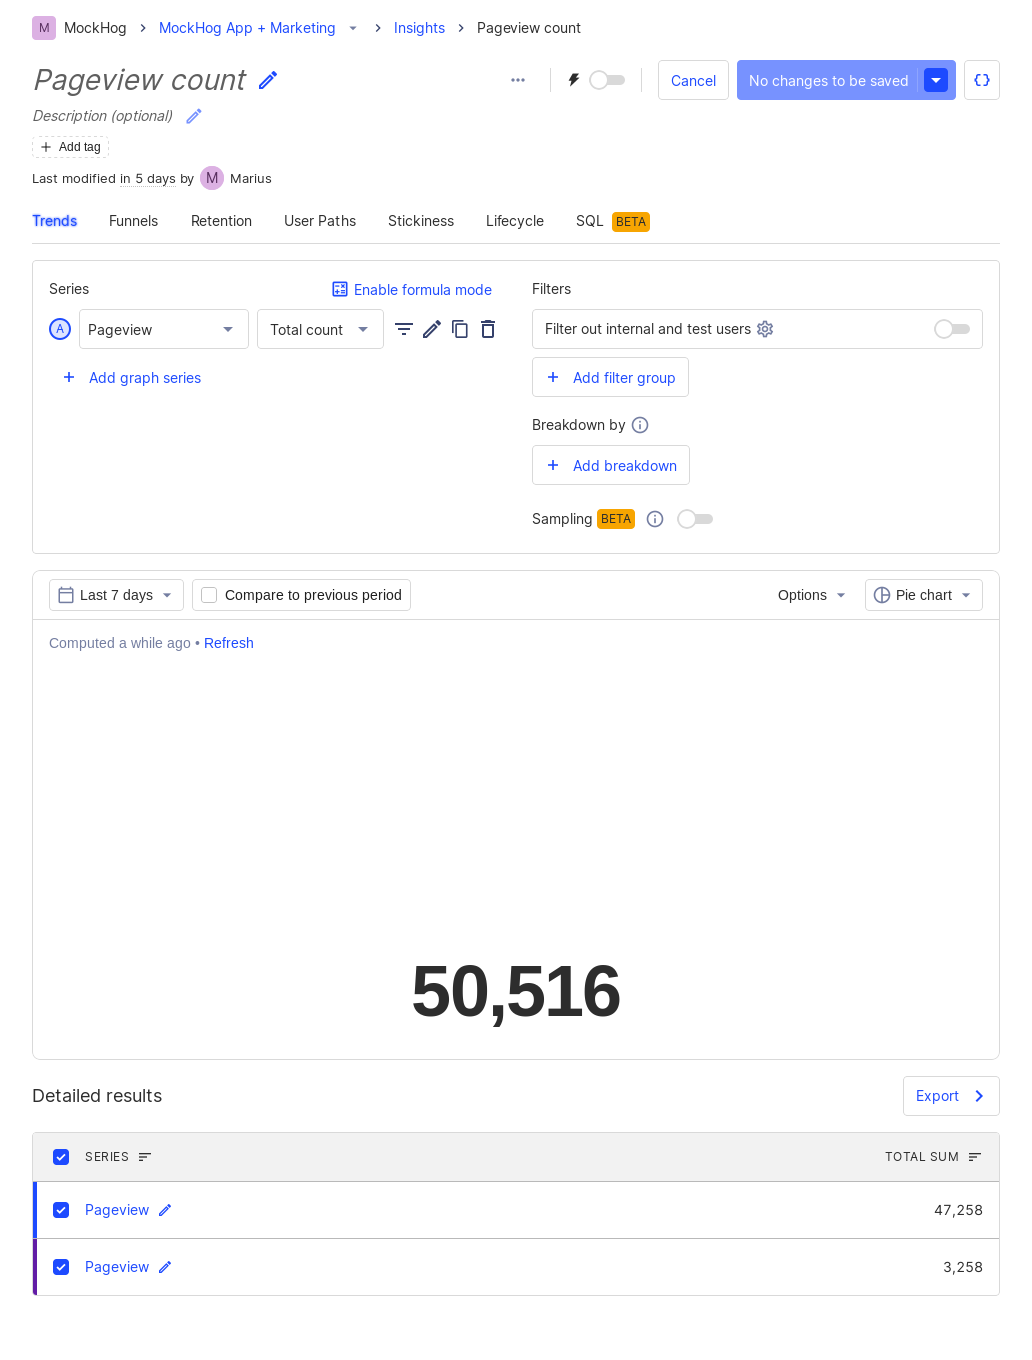 M MockHog > MockHog App + Marketing > Insights > Pageview count
Pageview count
Cancel No changes to be saved
Description (optional)
+ Add tag
Last modified in 5 days by M Marius
Trends Funnels Retention User Paths Stickiness Lifecycle SQL BETA
Series Enable formula mode
A Pageview Total count
+ Add graph series
Filters
Filter out internal and test users
+ Add filter group
Breakdown by
+ Add breakdown
Sampling BETA
Last 7 days Compare to previous period Options Pie chart
Computed a while ago • Refresh
50,516
Detailed results Export
SERIES TOTAL SUM
Pageview 47,258
Pageview 3,258